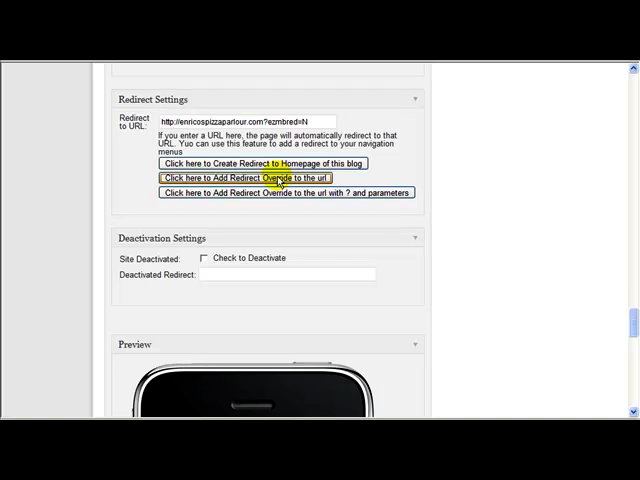 Redirect Settings
Redirect
to URL:
http://enricospizzaparlour.com?ezmbred=N
If you enter a URL here, the page will automatically redirect to that
URL. Yuo can use this feature to add a redirect to your navigation
menus
Click here to Create Redirect to Homepage of this blog
Click here to Add Redirect Override to the url
Click here to Add Redirect Override to the url with ? and parameters
Deactivation Settings
Site Deactivated: Check to Deactivate
Deactivated Redirect:
Preview